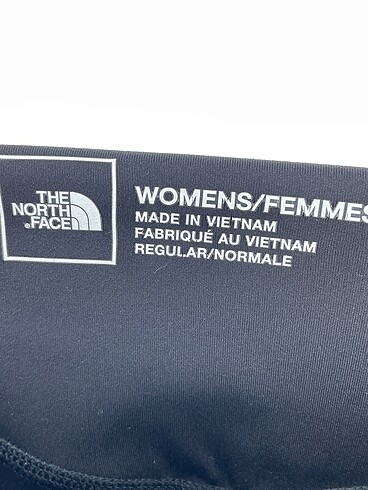 THE
NORTH
FACE
WOMENS/FEMMES
MADE IN VIETNAM
FABRIQUÉ AU VIETNAM
REGULAR/NORMALE